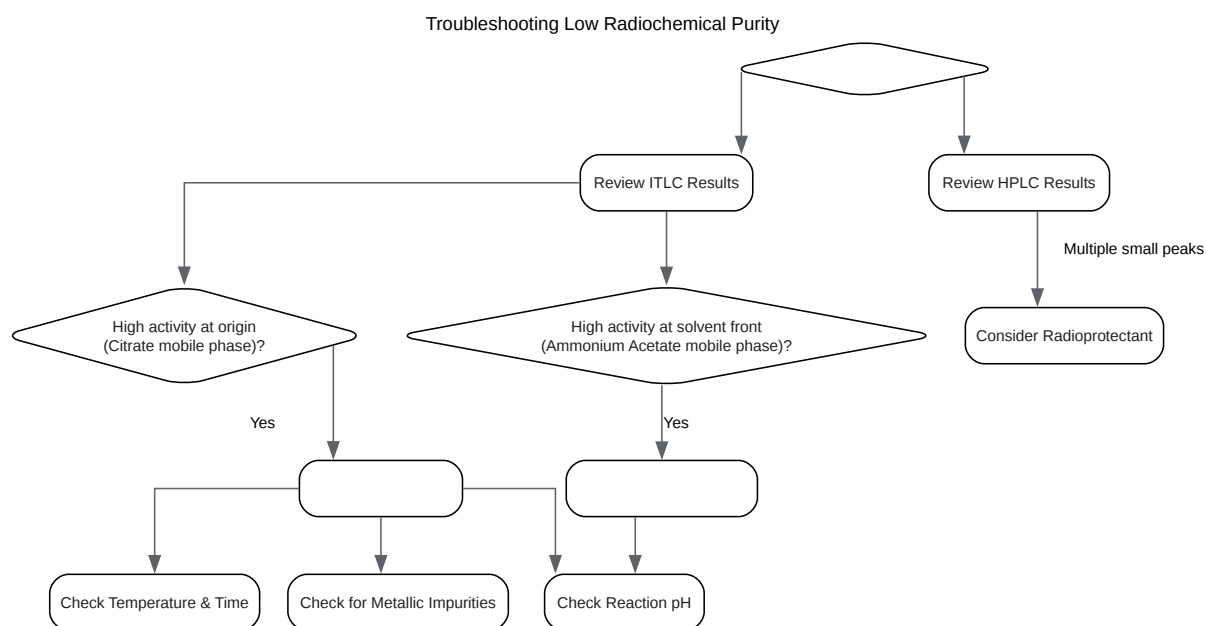 Troubleshooting Low Radiochemical Purity
Review ITLC Results
Review HPLC Results
Multiple small peaks
High activity at origin
(Citrate mobile phase)?
High activity at solvent front
(Ammonium Acetate mobile phase)?
Consider Radioprotectant
Yes
Yes
Check Temperature & Time
Check for Metallic Impurities
Check Reaction pH